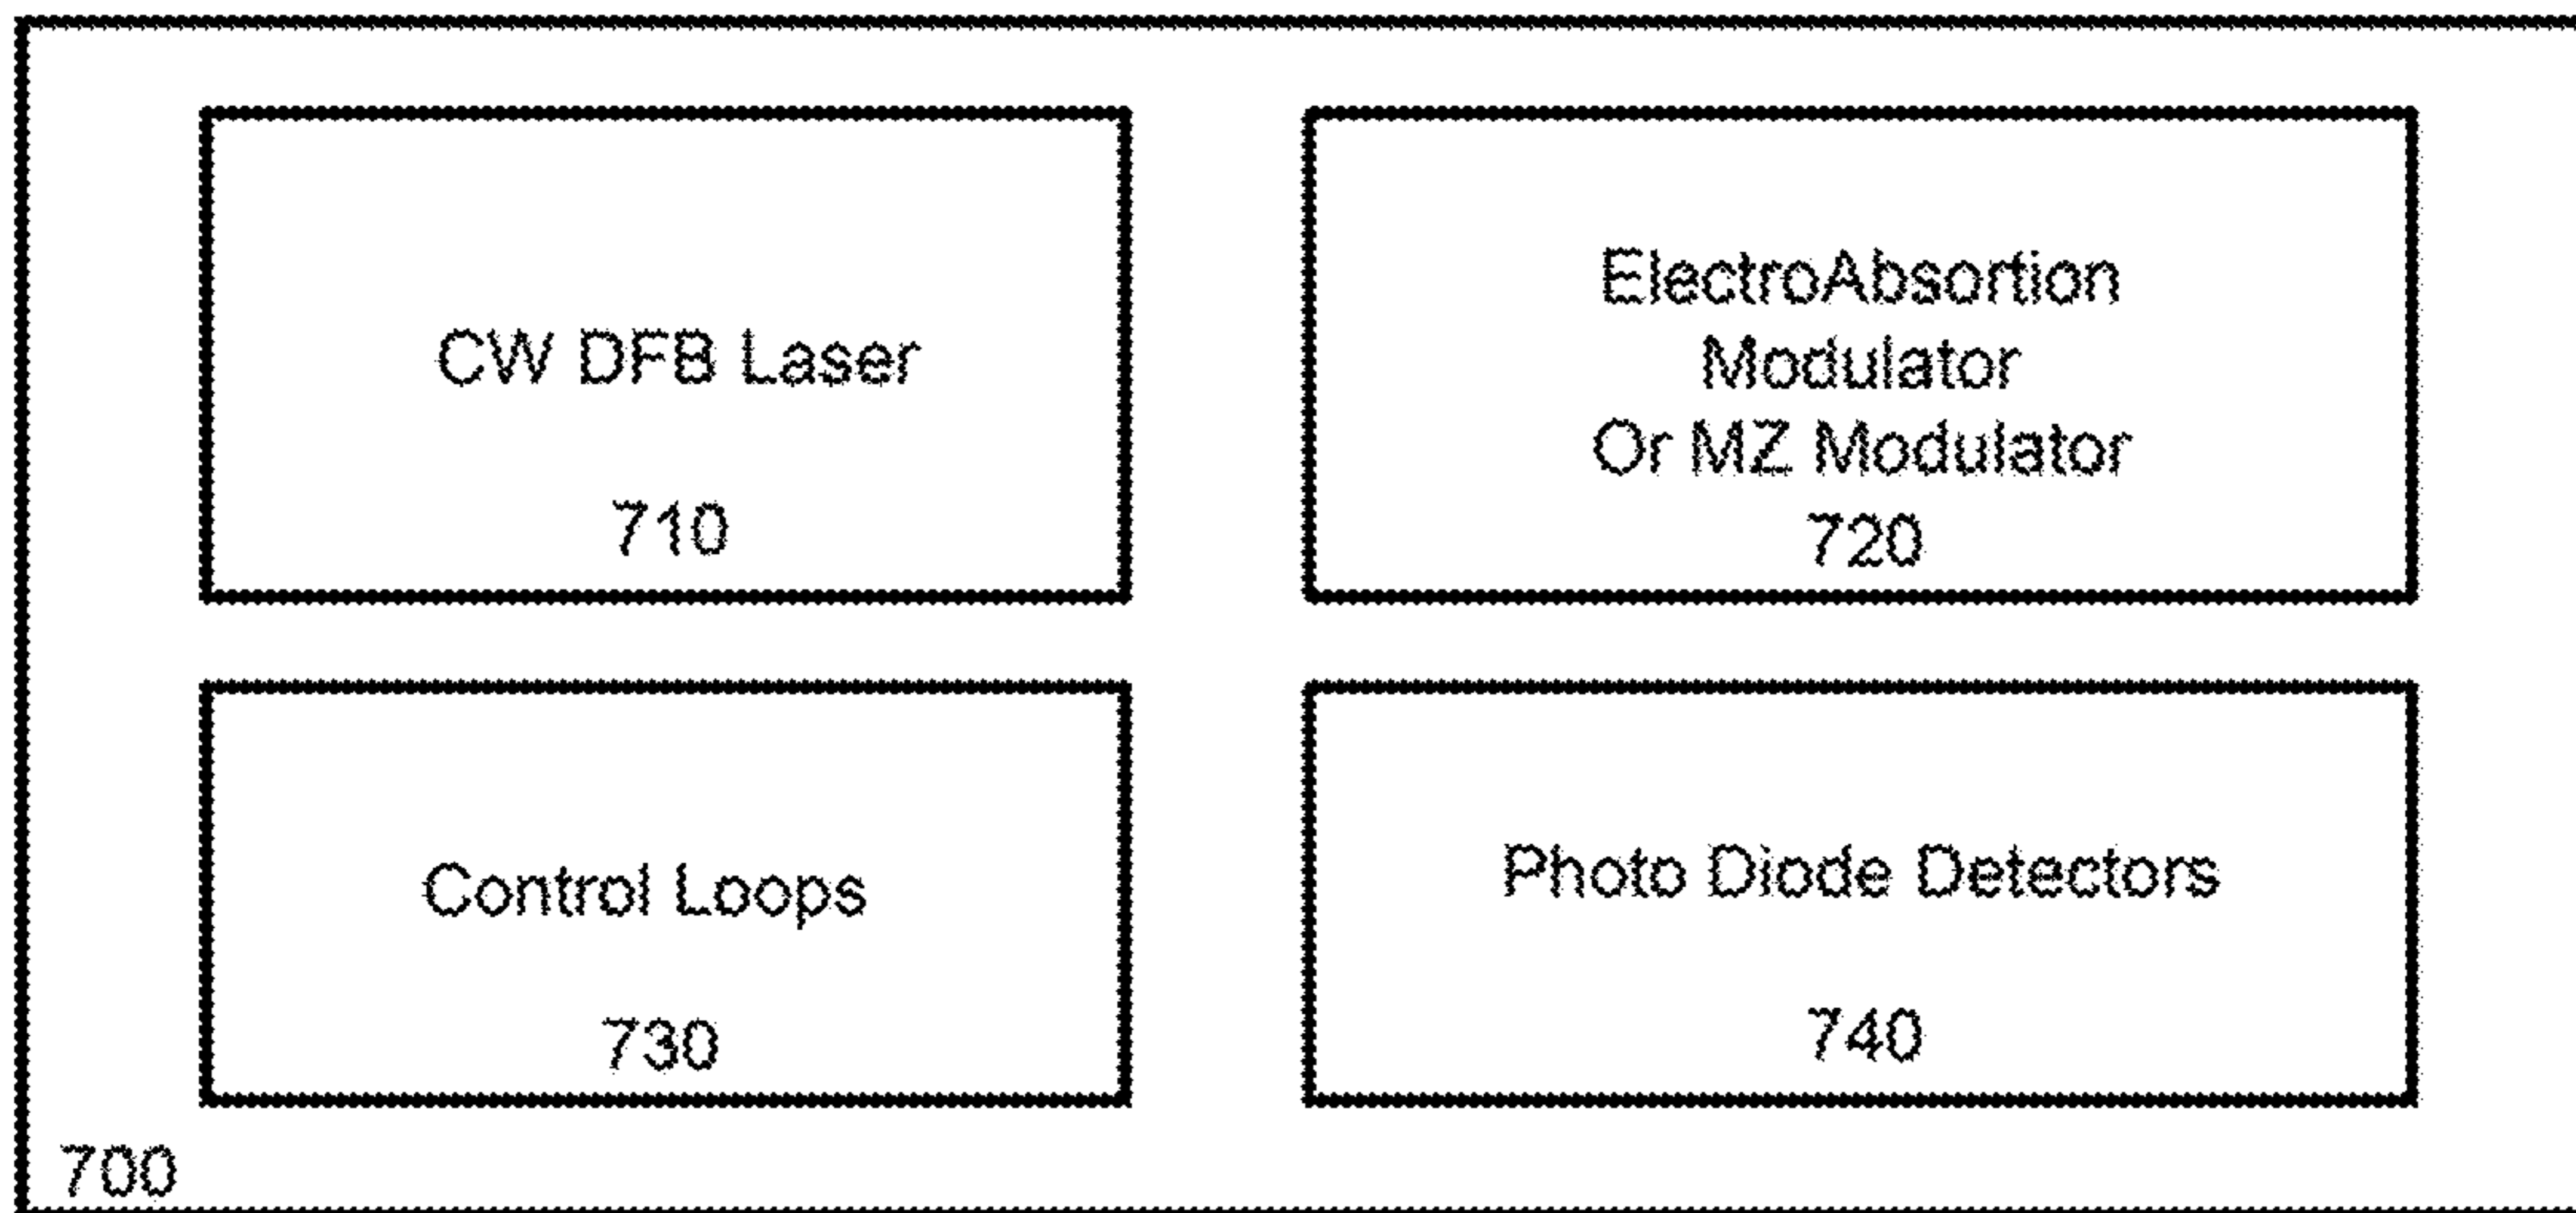 CW DFB Laser
710
ElectroAbsortion
Modulator
Or MZ Modulator
720
Control Loops
730
Photo Diode Detectors
740
700